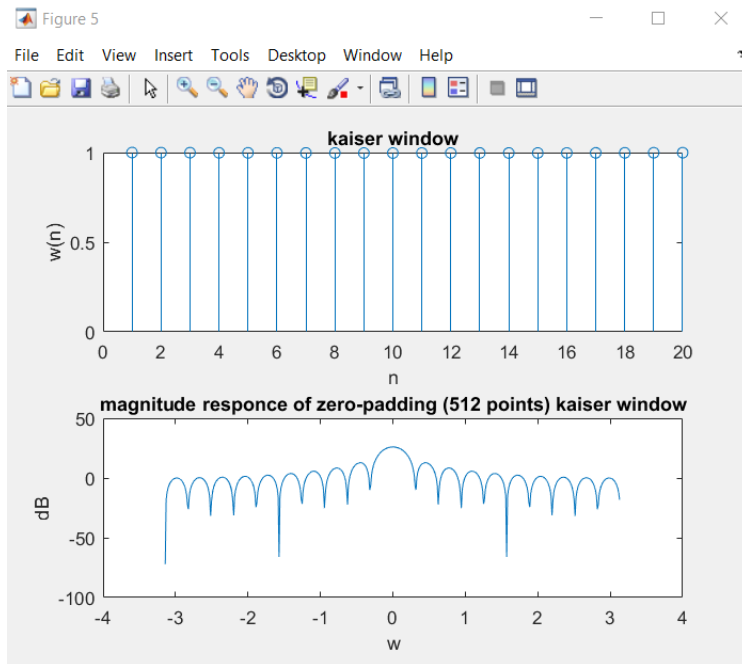 Figure 5
File Edit View Insert Tools Desktop Window Help
kaiser window
1
0.5
0
w(n)
0 2 4 6 8 10 12 14 16 18 20
n
magnitude responce of zero-padding (512 points) kaiser window
50
0
-50
-100
dB
-4 -3 -2 -1 0 1 2 3 4
w